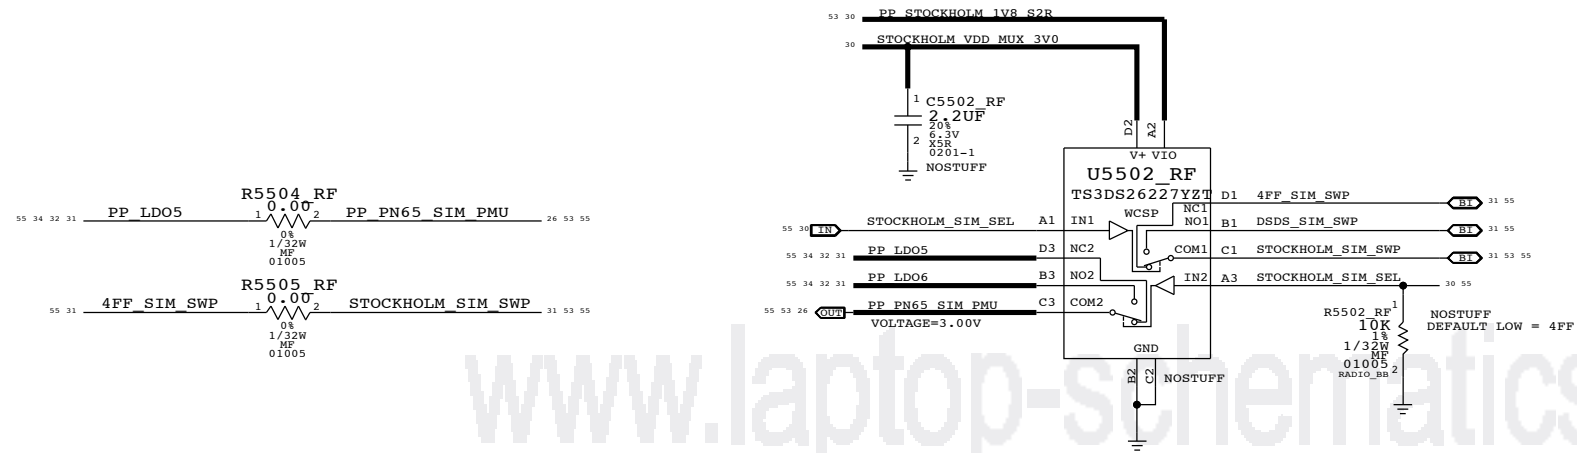 53 30 PP_STOCKHOLM_1V8_S2R
30 STOCKHOLM_VDD_MUX_3V0
1 C5502_RF
2.2UF
20%
6.3V
2 X5R
0201-1
NOSTUFF
D2 A2
V+ VIO
U5502_RF
TS3DS26227YZT
WCSP
R5504_RF
0.00
55 34 32 31 PP_LDO5 1 2 PP_PN65_SIM_PMU 26 53 55
0%
1/32W
MF
01005
R5505_RF
0.00
55 31 4FF_SIM_SWP 1 2 STOCKHOLM_SIM_SWP 31 53 55
0%
1/32W
MF
01005
NC1 D1 4FF_SIM_SWP BI 31 55
55 30 IN STOCKHOLM_SIM_SEL A1 IN1 NO1 B1 DSDS_SIM_SWP BI 31 55
55 34 32 31 PP_LDO5 D3 NC2 COM1 C1 STOCKHOLM_SIM_SWP BI 31 53 55
55 34 32 31 PP_LDO6 B3 NO2 IN2 A3 STOCKHOLM_SIM_SEL 30 55
55 53 26 OUT PP_PN65_SIM_PMU C3 COM2
VOLTAGE=3.00V
GND
B2 C2 NOSTUFF
R5502_RF 1 NOSTUFF
10K DEFAULT LOW = 4FF
1%
1/32W
MF
01005 2
RADIO_BB
www.laptop-schematics